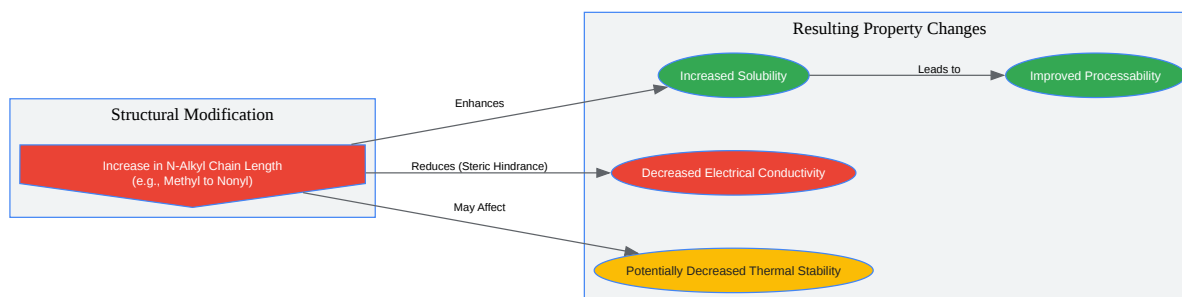 Resulting Property Changes
Increased Solubility
Leads to
Improved Processability
Enhances
Structural Modification
Increase in N-Alkyl Chain Length
(e.g., Methyl to Nonyl)
Reduces (Steric Hindrance)
Decreased Electrical Conductivity
May Affect
Potentially Decreased Thermal Stability